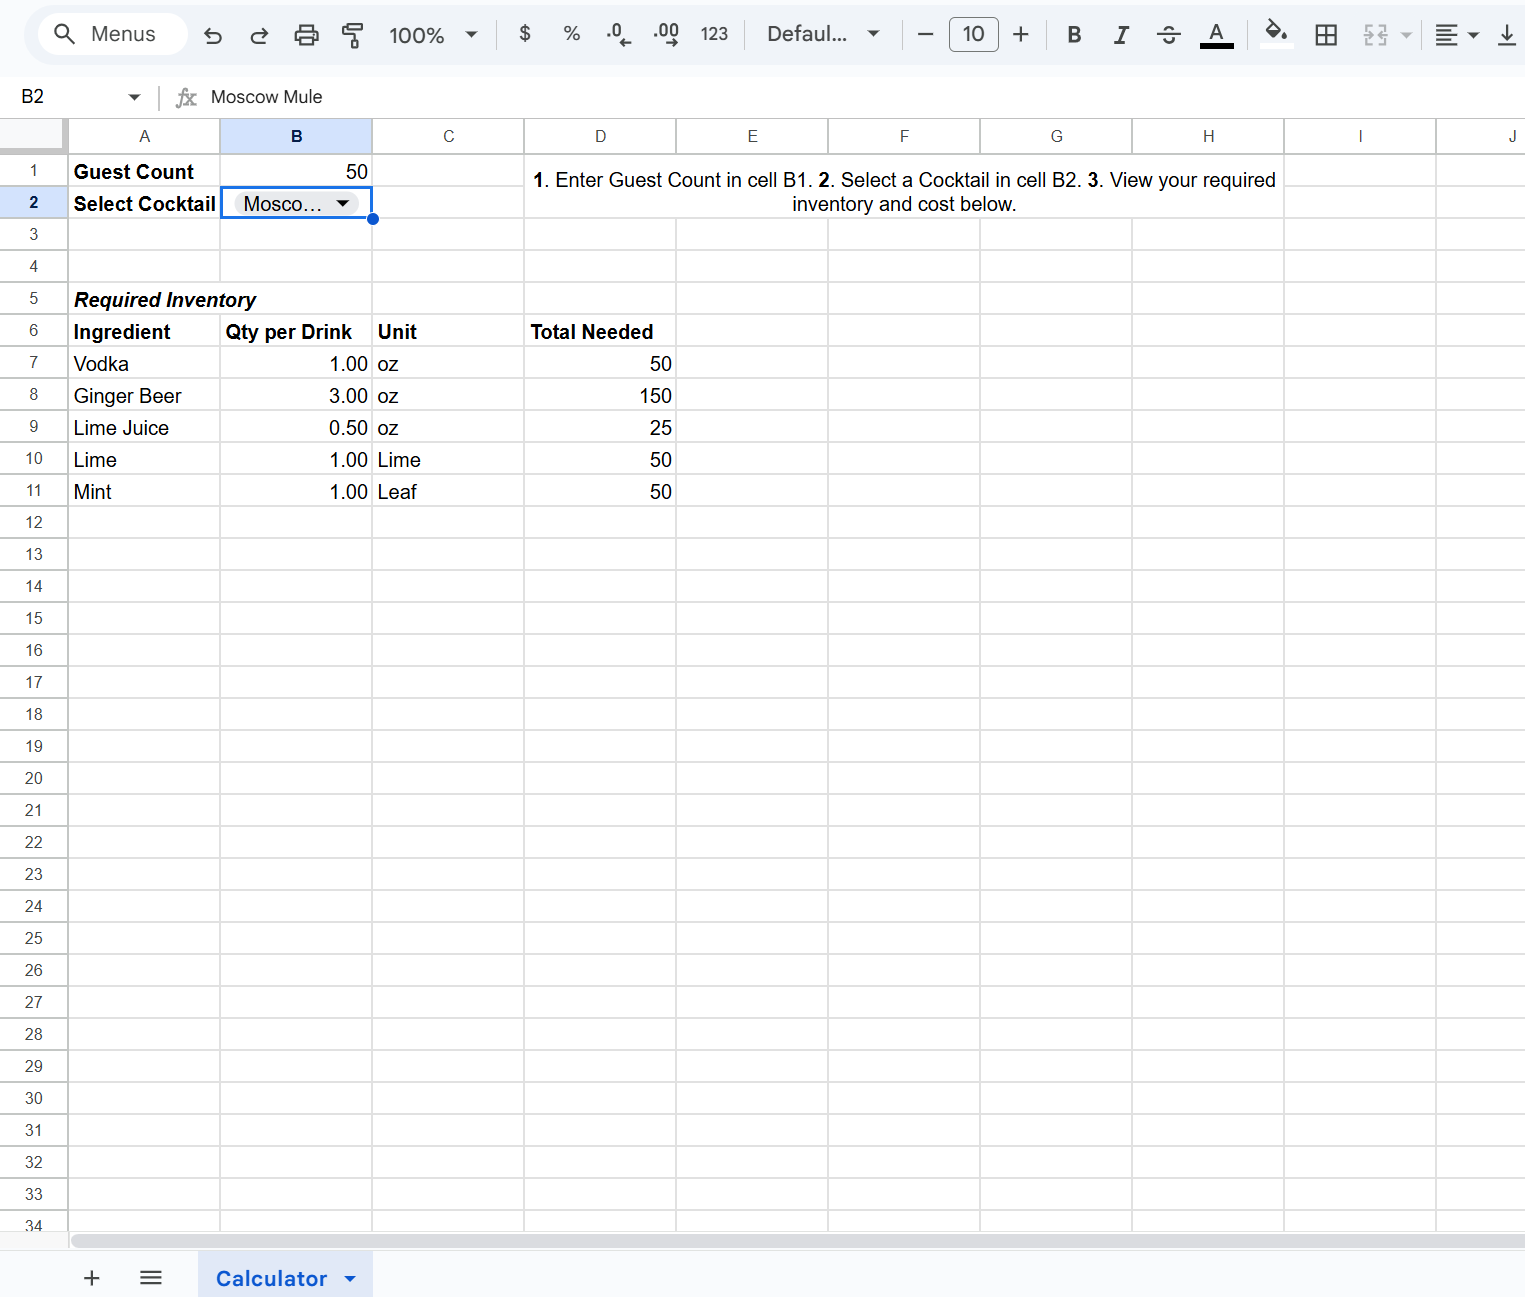 Menus 100% $ % .0 .00 123 Defaul... − 10 + B I S A
B2 fx Moscow Mule
A B C D E F G H I J
1 Guest Count 50 1. Enter Guest Count in cell B1. 2. Select a Cocktail in cell B2. 3. View your required
2 Select Cocktail Mosco... inventory and cost below.
3
4
5 Required Inventory
6 Ingredient Qty per Drink Unit Total Needed
7 Vodka 1.00 oz 50
8 Ginger Beer 3.00 oz 150
9 Lime Juice 0.50 oz 25
10 Lime 1.00 Lime 50
11 Mint 1.00 Leaf 50
12
13
14
15
16
17
18
19
20
21
22
23
24
25
26
27
28
29
30
31
32
33
34
+ Calculator